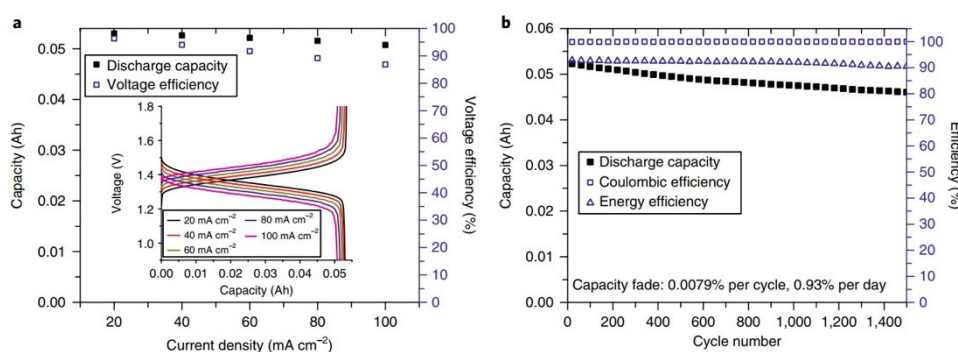 a
0.05
0.04
0.03
0.02
0.01
0.00
Capacity (Ah)
100
90
80
70
60
50
40
30
20
10
0
Voltage efficiency (%)
Discharge capacity
Voltage efficiency
1.8
1.6
1.4
1.2
1.0
Voltage (V)
20 mA cm−2
40 mA cm−2
60 mA cm−2
80 mA cm−2
100 mA cm−2
0.00 0.01 0.02 0.03 0.04 0.05
Capacity (Ah)
20 40 60 80 100
Current density (mA cm−2)
b
0.06
0.05
0.04
0.03
0.02
0.01
0.00
Capacity (Ah)
100
90
80
70
60
50
40
30
20
10
0
Efficiency (%)
Discharge capacity
Coulombic efficiency
Energy efficiency
Capacity fade: 0.0079% per cycle, 0.93% per day
0 200 400 600 800 1,000 1,200 1,400
Cycle number